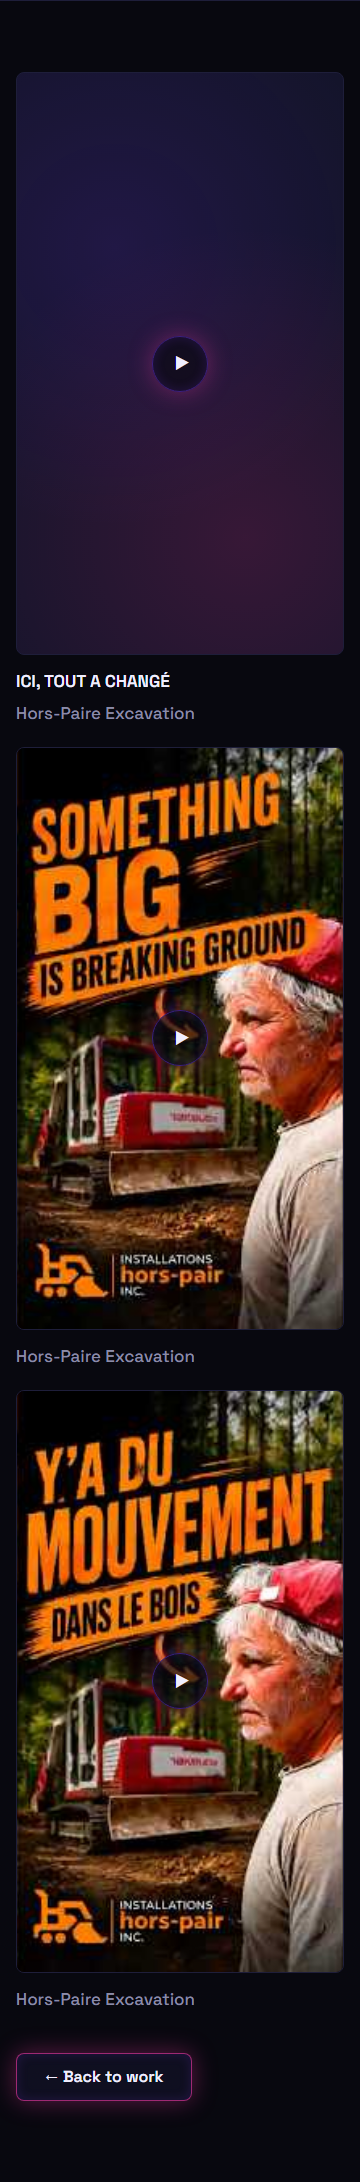 ICI, TOUT A CHANGÉ
Hors-Paire Excavation
SOMETHING
BIG
IS BREAKING GROUND
INSTALLATIONS
hors-pair
INC.
Hors-Paire Excavation
Y'A DU
MOUVEMENT
DANS LE BOIS
INSTALLATIONS
hors-pair
INC.
Hors-Paire Excavation
← Back to work